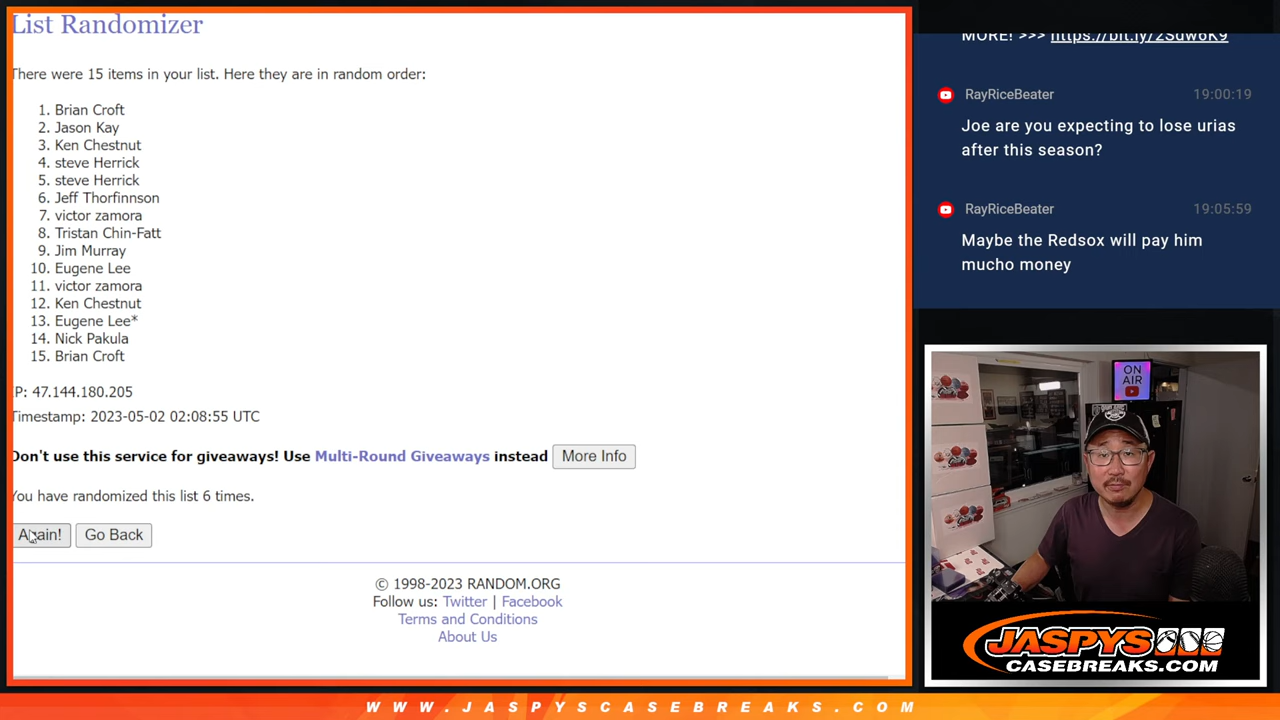 List Randomizer
There were 15 items in your list. Here they are in random order:
1. Brian Croft
2. Jason Kay
3. Ken Chestnut
4. steve Herrick
5. steve Herrick
6. Jeff Thorfinnson
7. victor zamora
8. Tristan Chin-Fatt
9. Jim Murray
10. Eugene Lee
11. victor zamora
12. Ken Chestnut
13. Eugene Lee*
14. Nick Pakula
15. Brian Croft
IP: 47.144.180.205
Timestamp: 2023-05-02 02:08:55 UTC
Don't use this service for giveaways! Use Multi-Round Giveaways instead More Info
You have randomized this list 6 times.
Again! Go Back
© 1998-2023 RANDOM.ORG
Follow us: Twitter | Facebook
Terms and Conditions
About Us
MORE! >>> https://bit.ly/2Sdw6K9
RayRiceBeater 19:00:19
Joe are you expecting to lose urias
after this season?
RayRiceBeater 19:05:59
Maybe the Redsox will pay him
mucho money
ON
AIR
JASPYS
CASEBREAKS.COM
WWW.JASPYSCASEBREAKS.COM